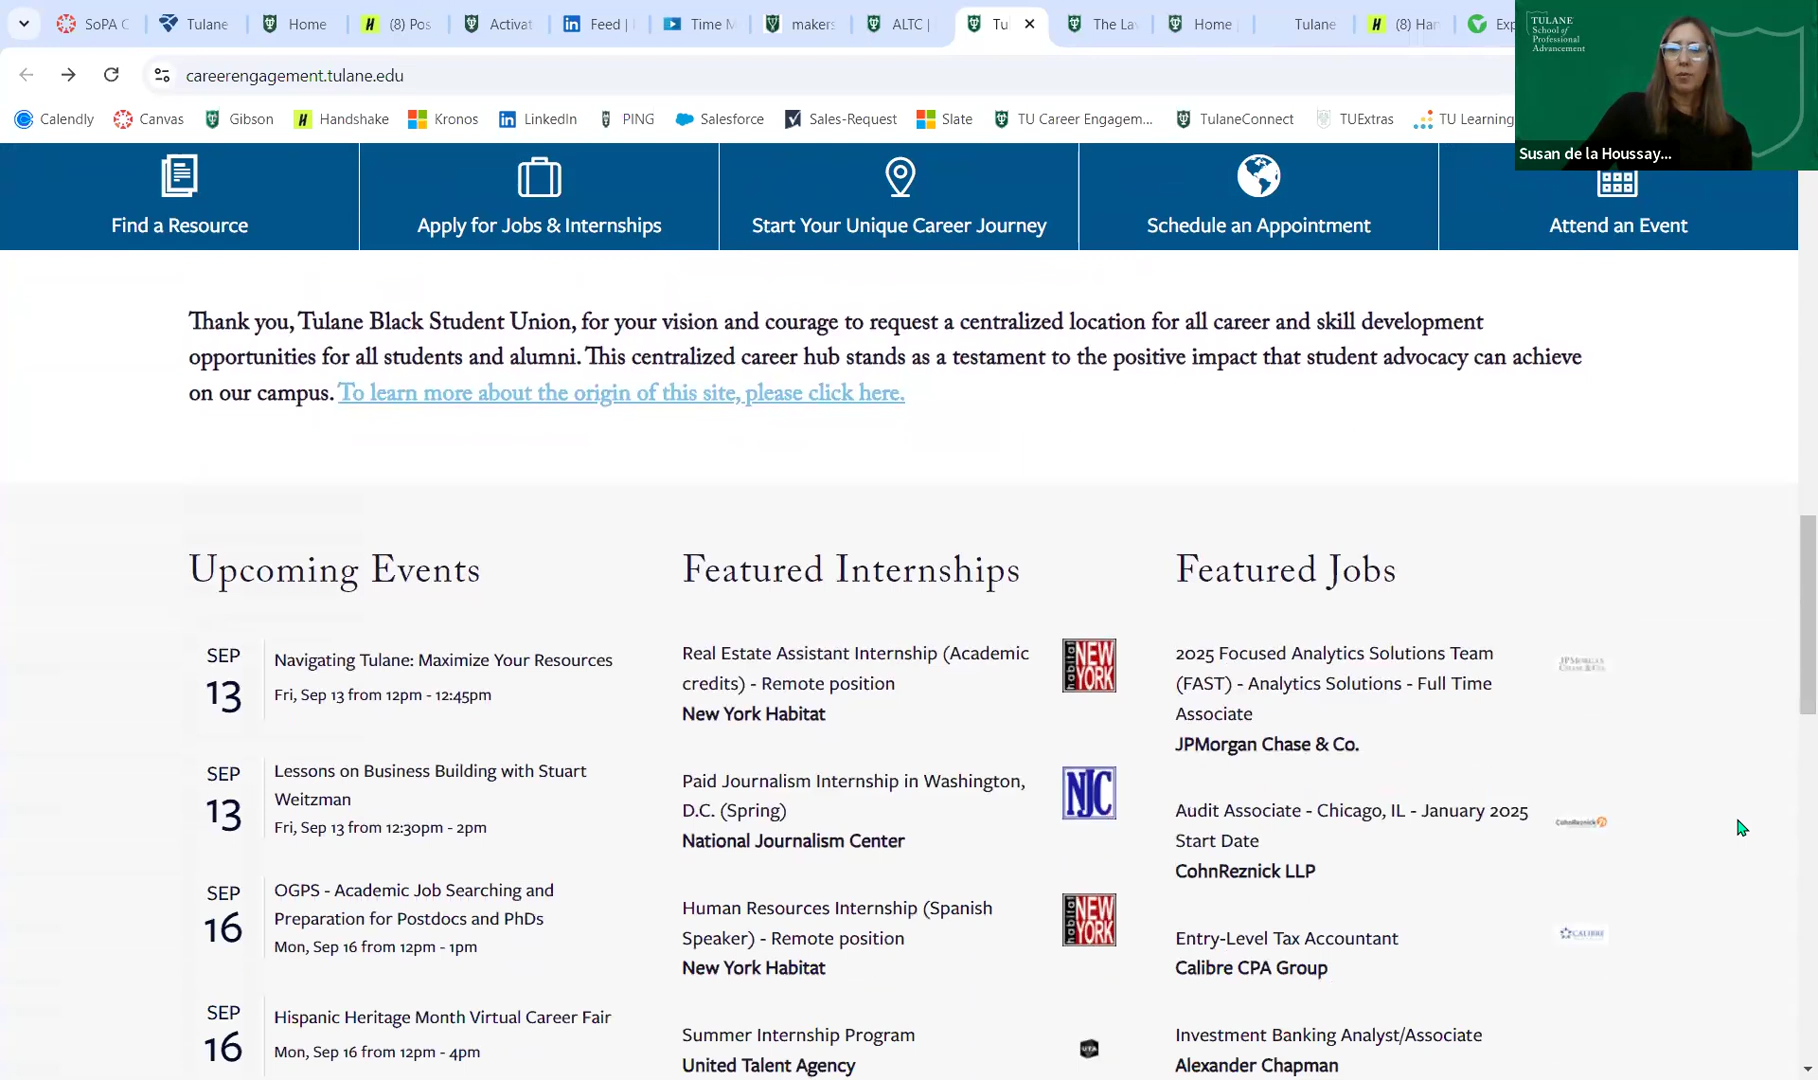 SoPA C
Tulane
Home
(8) Pos
Activat
Feed |
Time M
makers
ALTC |
Tu
The La
Home
Tulane
(8) Har
Exp
careerengagement.tulane.edu
Calendly
Canvas
Gibson
Handshake
Kronos
LinkedIn
PING
Salesforce
Sales-Request
Slate
TU Career Engagem...
TulaneConnect
TUExtras
TU Learning
TULANE
School of
Professional
Advancement
Susan de la Houssay...
Find a Resource
Apply for Jobs & Internships
Start Your Unique Career Journey
Schedule an Appointment
Attend an Event
Thank you, Tulane Black Student Union, for your vision and courage to request a centralized location for all career and skill development
opportunities for all students and alumni. This centralized career hub stands as a testament to the positive impact that student advocacy can achieve
on our campus. To learn more about the origin of this site, please click here.
Upcoming Events
SEP
13
Navigating Tulane: Maximize Your Resources
Fri, Sep 13 from 12pm - 12:45pm
SEP
13
Lessons on Business Building with Stuart
Weitzman
Fri, Sep 13 from 12:30pm - 2pm
SEP
16
OGPS - Academic Job Searching and
Preparation for Postdocs and PhDs
Mon, Sep 16 from 12pm - 1pm
SEP
16
Hispanic Heritage Month Virtual Career Fair
Mon, Sep 16 from 12pm - 4pm
Featured Internships
Real Estate Assistant Internship (Academic
credits) - Remote position
New York Habitat
habitat
NEW
YORK
Paid Journalism Internship in Washington,
D.C. (Spring)
National Journalism Center
NJC
Human Resources Internship (Spanish
Speaker) - Remote position
New York Habitat
habitat
NEW
YORK
Summer Internship Program
United Talent Agency
UTA
Featured Jobs
2025 Focused Analytics Solutions Team
(FAST) - Analytics Solutions - Full Time
Associate
JPMorgan Chase & Co.
JPMORGAN
CHASE & CO.
Audit Associate - Chicago, IL - January 2025
Start Date
CohnReznick LLP
CohnReznick
Entry-Level Tax Accountant
Calibre CPA Group
CALIBRE
Investment Banking Analyst/Associate
Alexander Chapman